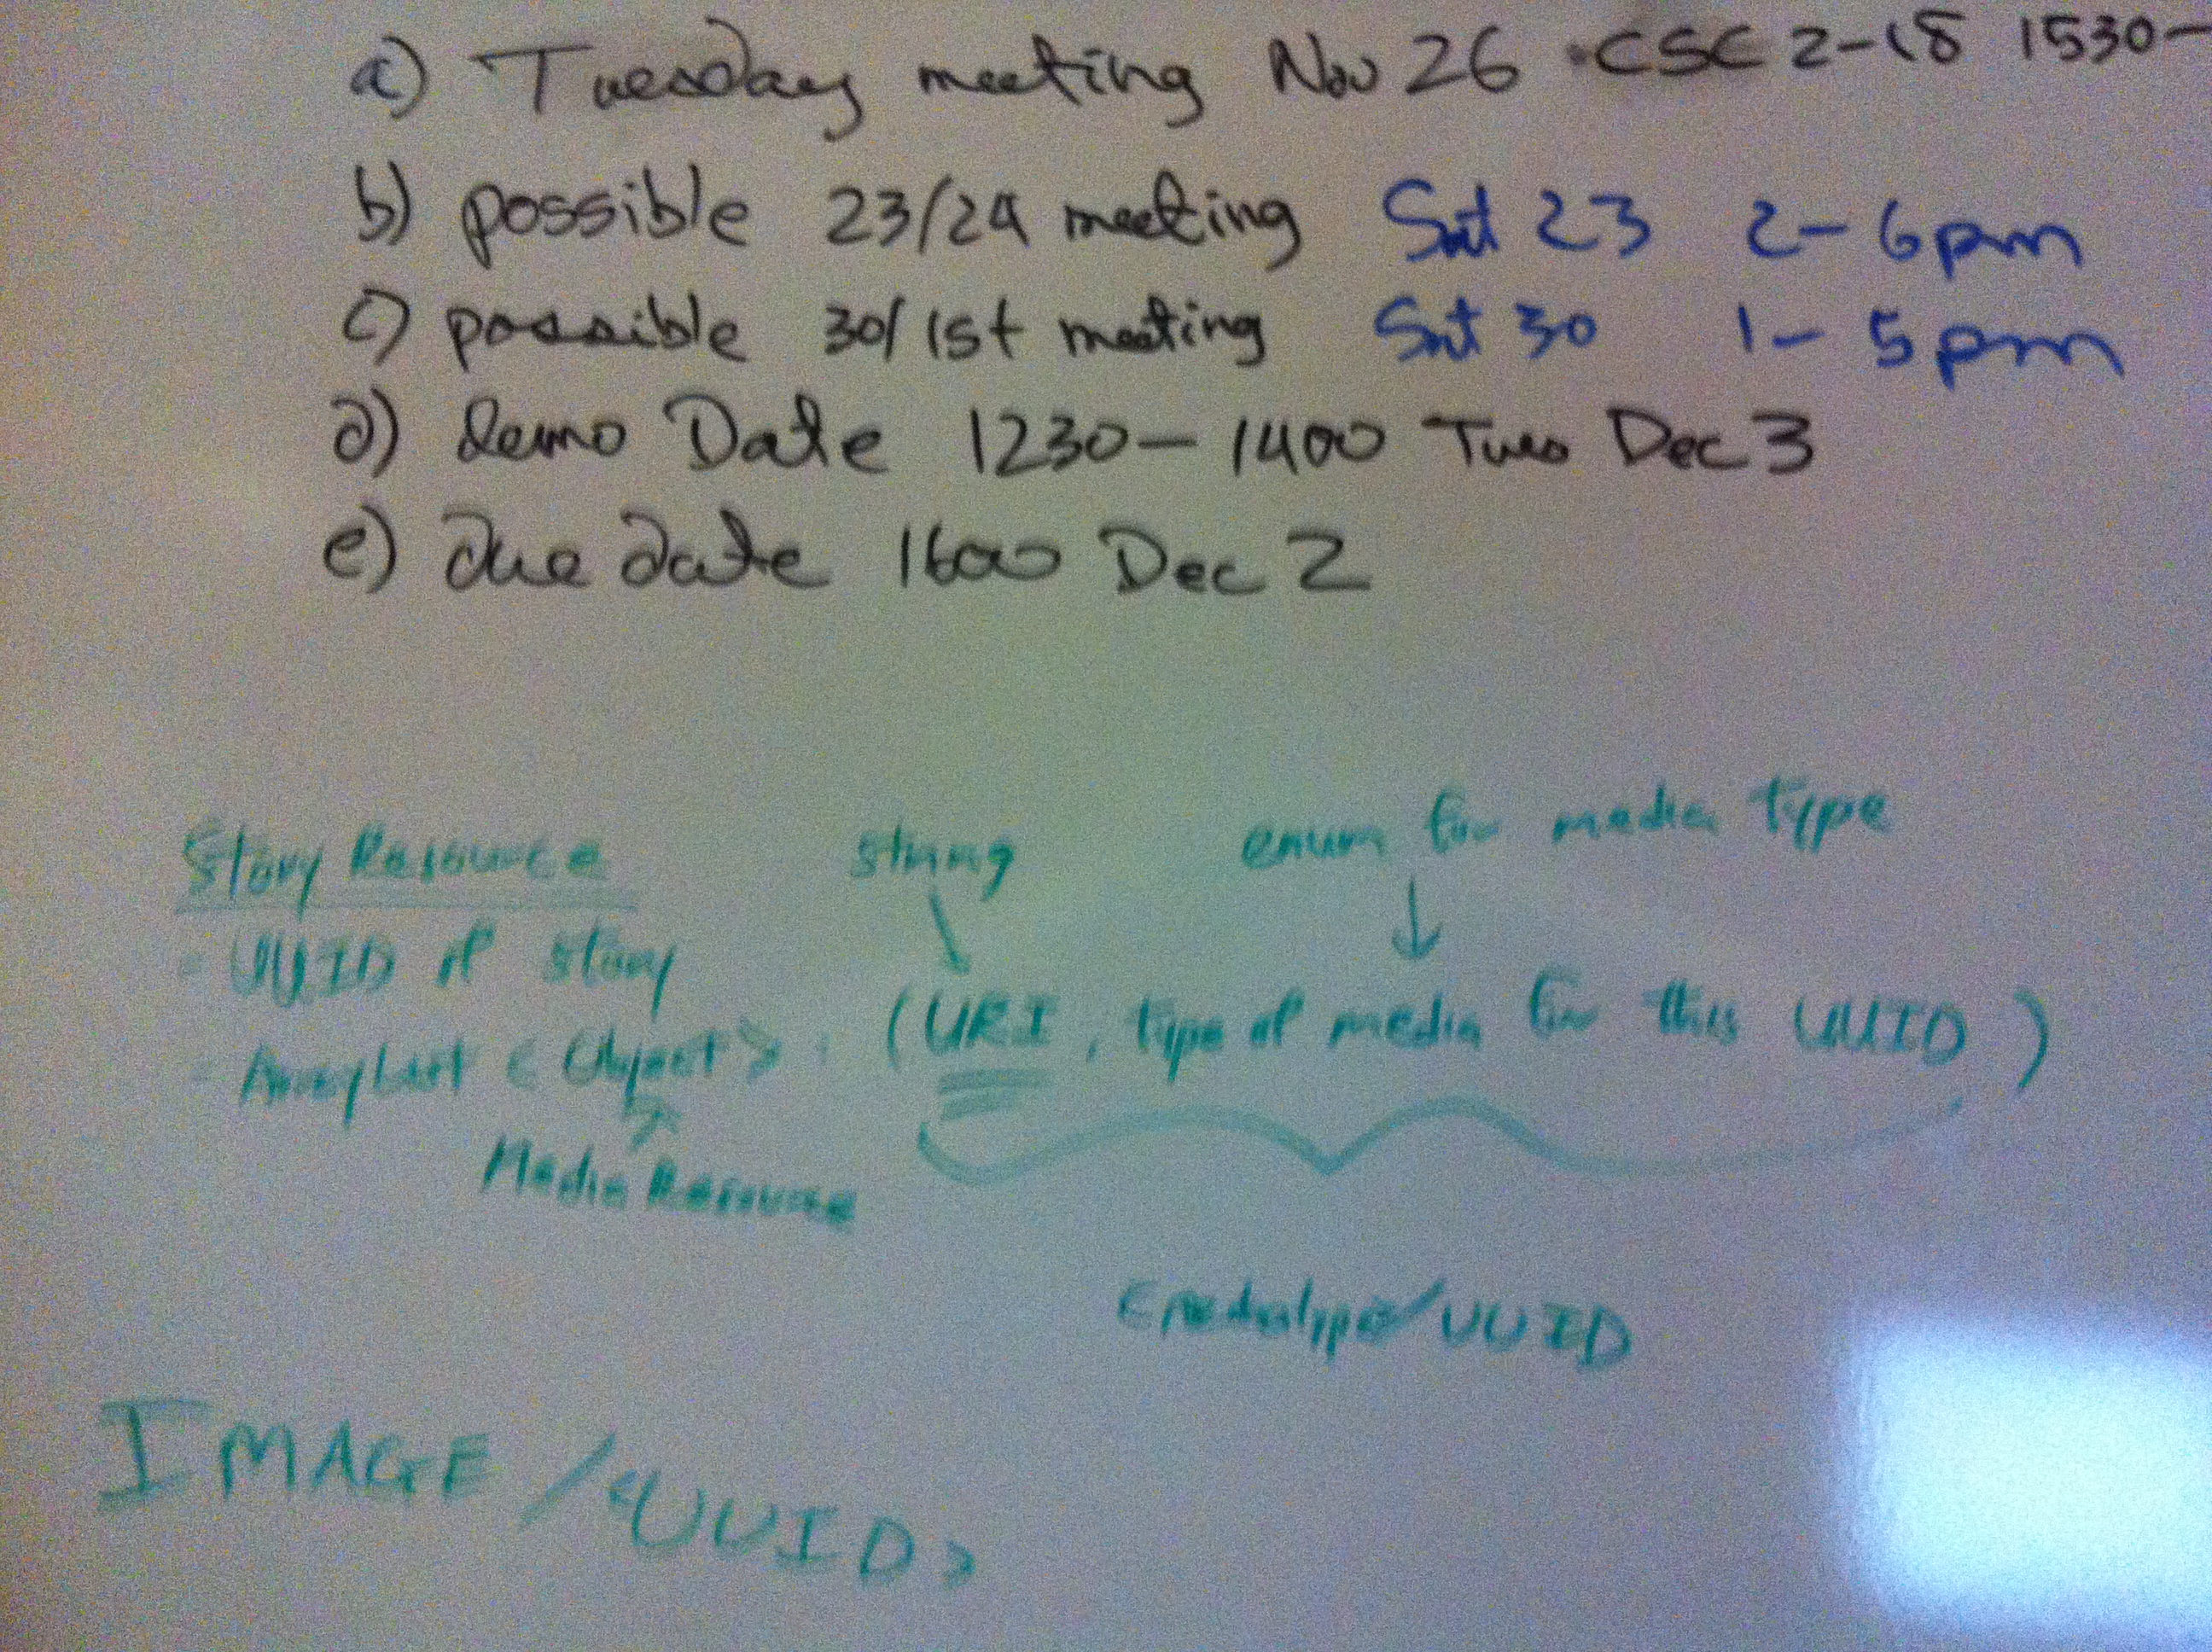 a) Tuesday meeting Nov 26 CSC 2-18 1530-
b) possible 23/24 meeting Sat 23 2-6pm
c) possible 30/1st meeting Sat 30 1-5pm
d) demo Date 1230-1400 Tues Dec 3
e) due date 1600 Dec 2
Story Resource string enum for media type
- UUID of story
- ArrayList <Object> : (URI, type of media for this UUID)
Media Resource
mediatype/UUID
IMAGE/<UUID>